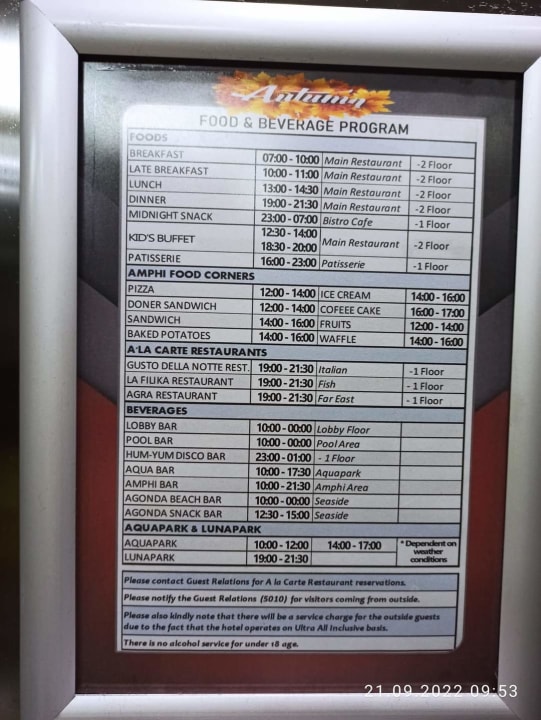 Autumn
FOOD & BEVERAGE PROGRAM
FOODS
BREAKFAST 07:00 - 10:00 Main Restaurant -2 Floor
LATE BREAKFAST 10:00 - 11:00 Main Restaurant -2 Floor
LUNCH 13:00 - 14:30 Main Restaurant -2 Floor
DINNER 19:00 - 21:30 Main Restaurant -2 Floor
MIDNIGHT SNACK 23:00 - 07:00 Bistro Cafe -1 Floor
KID'S BUFFET 12:30 - 14:00 18:30 - 20:00 Main Restaurant -2 Floor
PATISSERIE 16:00 - 23:00 Patisserie -1 Floor
AMPHI FOOD CORNERS
PIZZA 12:00 - 14:00 ICE CREAM 14:00 - 16:00
DONER SANDWICH 12:00 - 14:00 COFEEE CAKE 16:00 - 17:00
SANDWICH 14:00 - 16:00 FRUITS 12:00 - 14:00
BAKED POTATOES 14:00 - 16:00 WAFFLE 14:00 - 16:00
A'LA CARTE RESTAURANTS
GUSTO DELLA NOTTE REST. 19:00 - 21:30 Italian -1 Floor
LA FILIKA RESTAURANT 19:00 - 21:30 Fish -1 Floor
AGRA RESTAURANT 19:00 - 21:30 Far East -1 Floor
BEVERAGES
LOBBY BAR 10:00 - 00:00 Lobby Floor
POOL BAR 10:00 - 00:00 Pool Area
HUM-YUM DISCO BAR 23:00 - 01:00 - 1 Floor
AQUA BAR 10:00 - 17:30 Aquapark
AMPHI BAR 10:00 - 21:30 Amphi Area
AGONDA BEACH BAR 10:00 - 00:00 Seaside
AGONDA SNACK BAR 12:30 - 15:00 Seaside
AQUAPARK & LUNAPARK
AQUAPARK 10:00 - 12:00 14:00 - 17:00 * Dependent on weather conditions
LUNAPARK 19:00 - 21:30
Please contact Guest Relations for A la Carte Restaurant reservations.
Please notify the Guest Relations (5010) for visitors coming from outside.
Please also kindly note that there will be a service charge for the outside guests
due to the fact that the hotel operates on Ultra All Inclusive basis.
There is no alcohol service for under 18 age.
21.09.2022 09:53